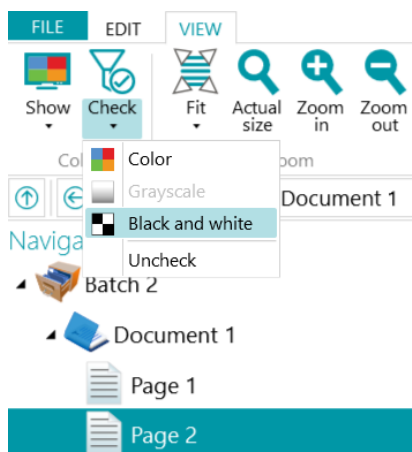 FILE EDIT VIEW
Show Check Fit Actual size Zoom in Zoom out
Color
Grayscale
Document 1
Black and white
Uncheck
Batch 2
Document 1
Page 1
Page 2